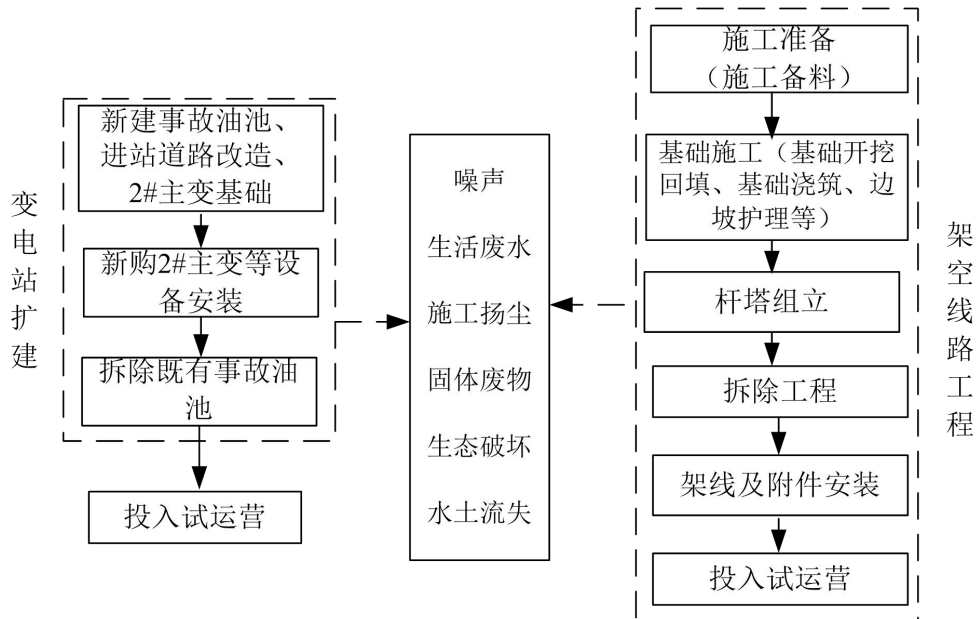 变电站扩建
新建事故油池、
进站道路改造、
2#主变基础
新购2#主变等设
备安装
拆除既有事故油
池
投入试运营
噪声
生活废水
施工扬尘
固体废物
生态破坏
水土流失
施工准备
（施工备料）
基础施工（基础开挖
回填、基础浇筑、边
坡护理等）
杆塔组立
拆除工程
架线及附件安装
投入试运营
架空线路工程